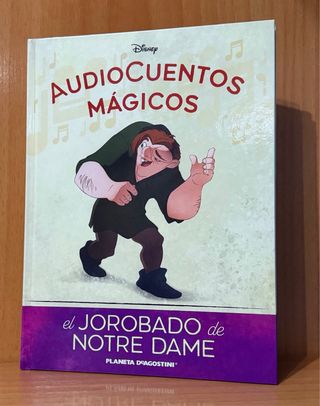 Disney
AUDIOCUENTOS
MÁGICOS
el JOROBADO de
NOTRE DAME
PLANETA DeAGOSTINI